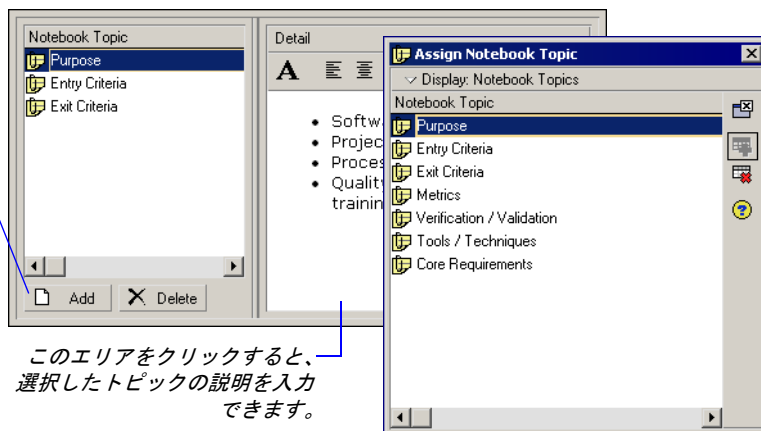 Notebook Topic
Purpose
Entry Criteria
Exit Criteria
Add
Delete
Detail
A
• Softw
• Projec
• Proces
• Quality
trainin
このエリアをクリックすると、
選択したトピックの説明を入力
できます。
Assign Notebook Topic
Display: Notebook Topics
Notebook Topic
Purpose
Entry Criteria
Exit Criteria
Metrics
Verification / Validation
Tools / Techniques
Core Requirements